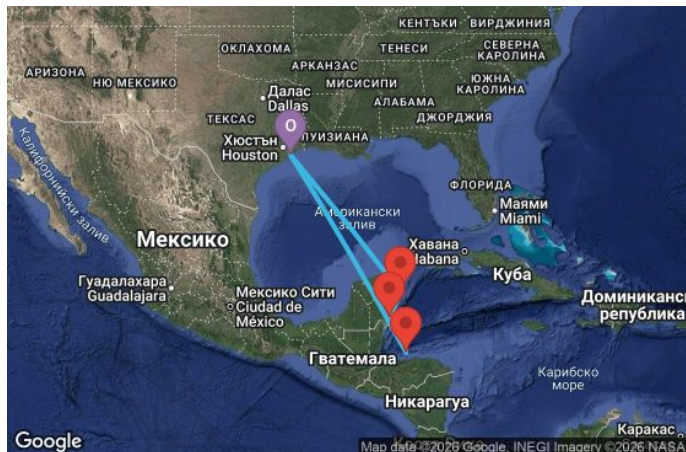 КЕНТЪКИ
ВИРДЖИНИЯ
ОКЛАХОМА
ТЕНЕСИ
СЕВЕРНА
КАРОЛИНА
АРИЗОНА
НЮ МЕКСИКО
АРКАНЗАС
МИСИСИПИ
ЮЖНА
КАРОЛИНА
Далас
Dallas
АЛАБАМА
ДЖОРДЖИЯ
ТЕКСАС
O
ЛУИЗИАНА
Хюстън
Houston
Калифорнийски залив
ФЛОРИДА
Маями
Miami
Американски
залив
Мексико
Хавана
Habana
Куба
Гуадалахара
Guadalajara
Мексико Сити
Ciudad de
México
Доминиканск
република
Гватемала
Карибско
море
Никарагуа
Каракас
Google
Map data ©2026 Google, INEGI Imagery ©2026 NASA